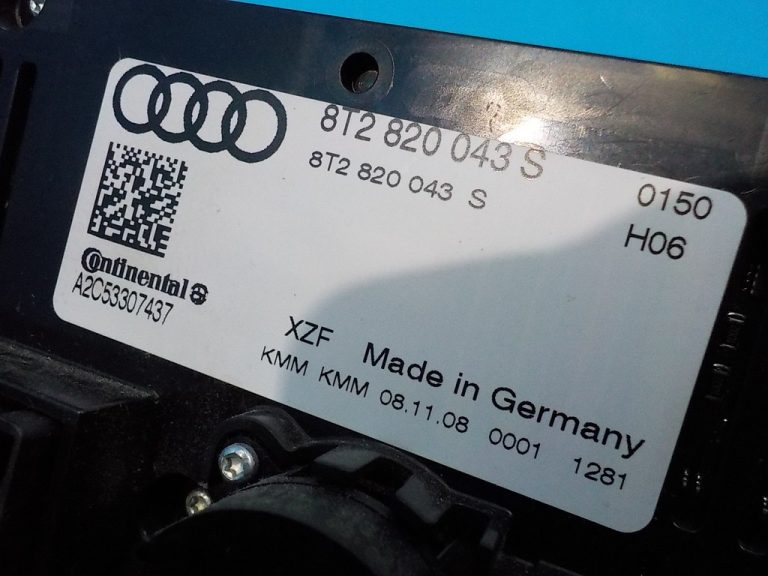 8T2 820 043 S
8T2 820 043 S
0150
H06
Continental
A2C53307437
XZF Made in Germany
KMM KMM 08.11.08 0001 1281